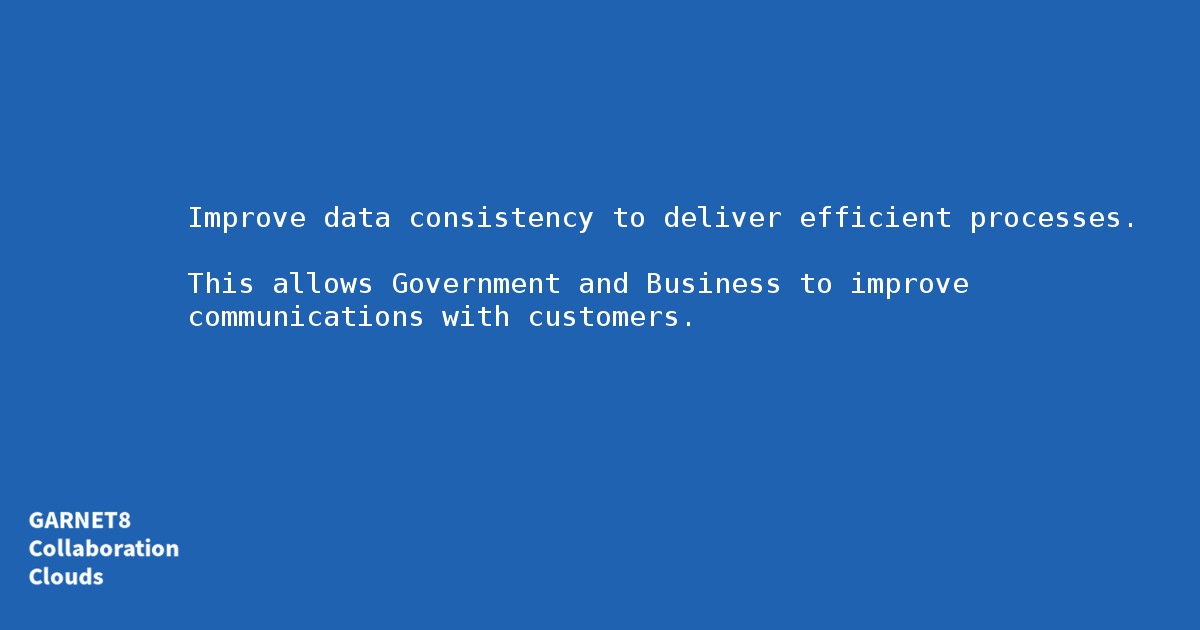 Improve data consistency to deliver efficient processes.
This allows Government and Business to improve
communications with customers.
GARNET8
Collaboration
Clouds